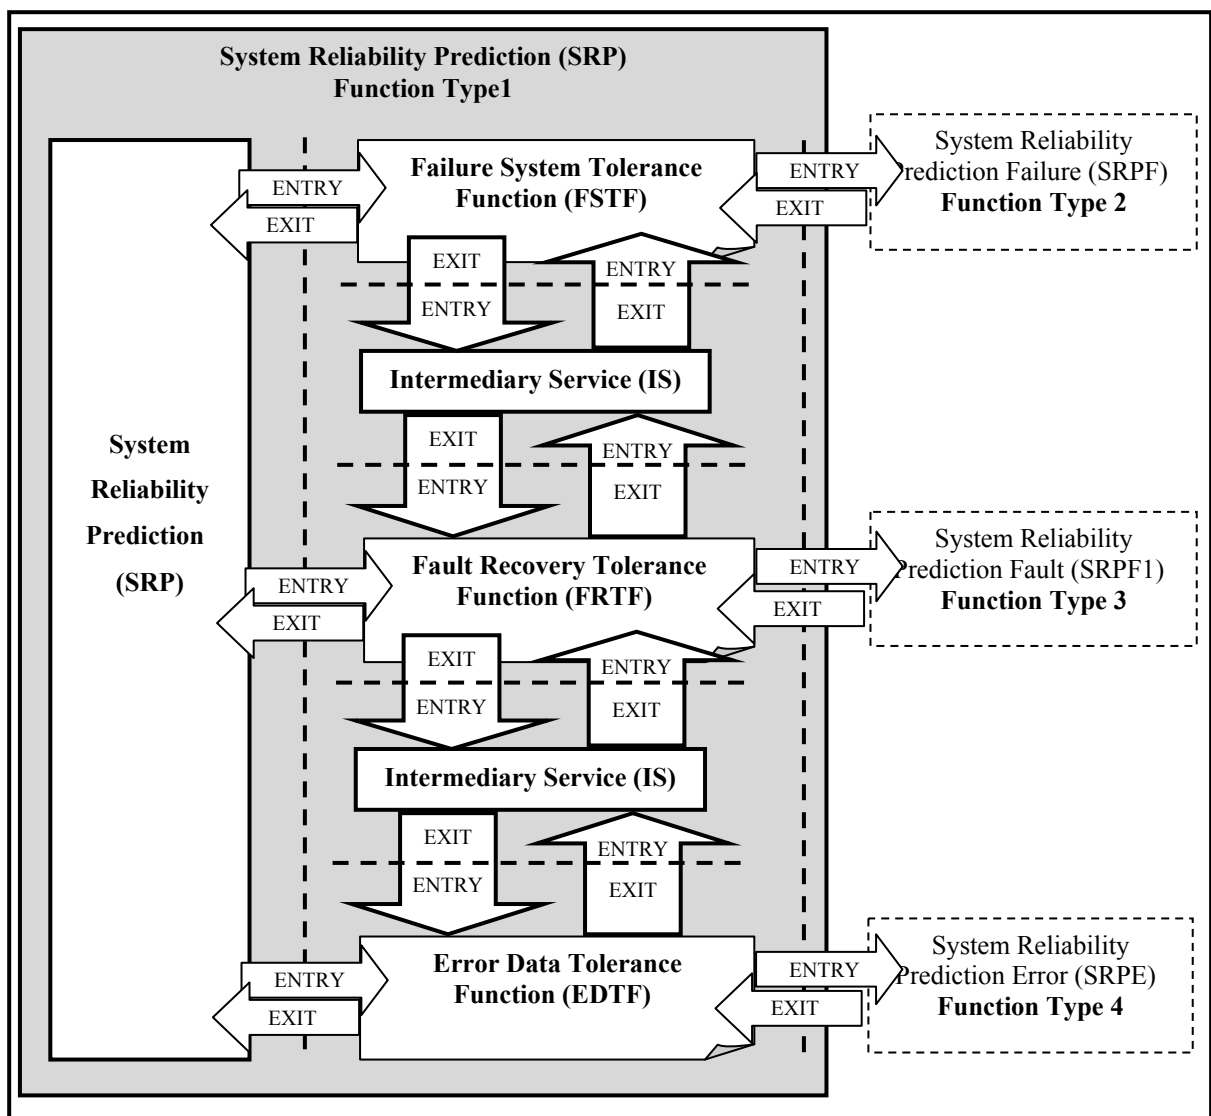 System Reliability Prediction (SRP)
Function Type1
System Reliability
Prediction Failure (SRPF)
Function Type 2
Failure System Tolerance
Function (FSTF)
ENTRY
EXIT
ENTRY
EXIT
EXIT
ENTRY
ENTRY
EXIT
Intermediary Service (IS)
EXIT
ENTRY
ENTRY
EXIT
System
Reliability
Prediction
(SRP)
Fault Recovery Tolerance
Function (FRTF)
ENTRY
EXIT
ENTRY
EXIT
System Reliability
Prediction Fault (SRPF1)
Function Type 3
EXIT
ENTRY
ENTRY
EXIT
Intermediary Service (IS)
EXIT
ENTRY
ENTRY
EXIT
Error Data Tolerance
Function (EDTF)
ENTRY
EXIT
ENTRY
EXIT
System Reliability
Prediction Error (SRPE)
Function Type 4